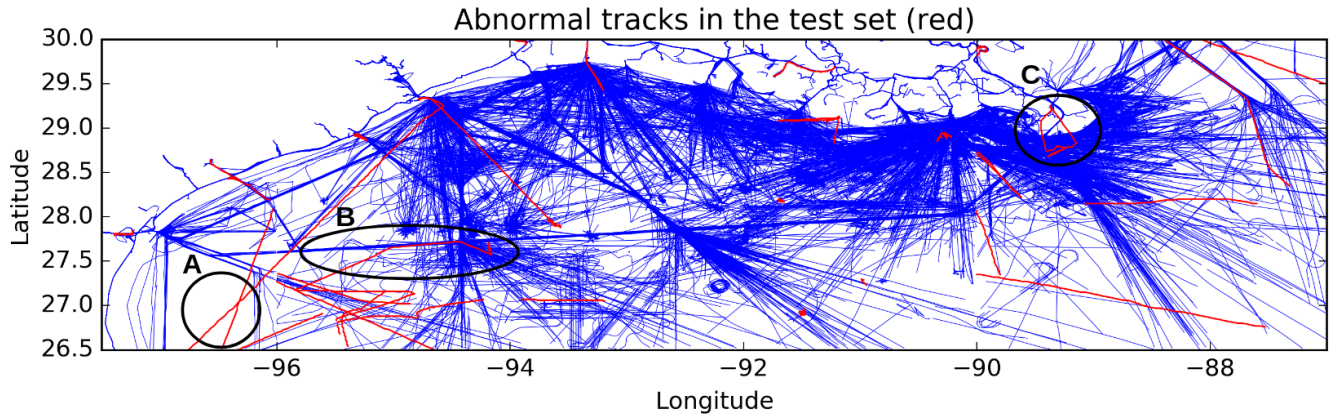 Abnormal tracks in the test set (red)
30.0
29.5
29.0
28.5
28.0
27.5
27.0
26.5
Latitude
A
B
C
−96
−94
−92
−90
−88
Longitude